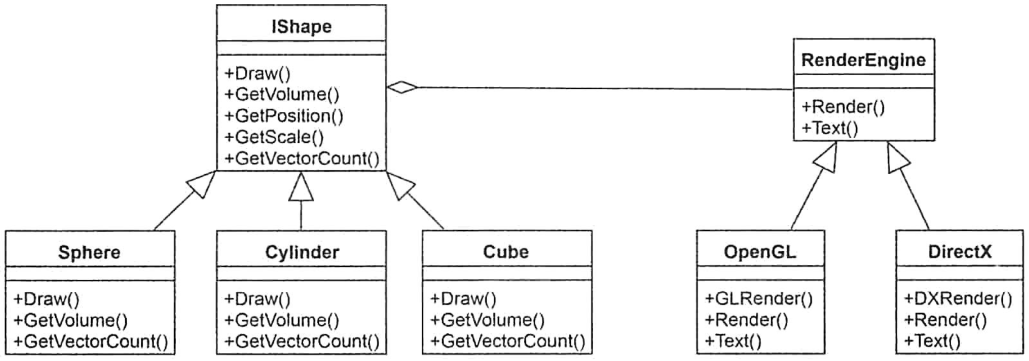 IShape
+Draw()
+GetVolume()
+GetPosition()
+GetScale()
+GetVectorCount()
RenderEngine
+Render()
+Text()
Sphere
+Draw()
+GetVolume()
+GetVectorCount()
Cylinder
+Draw()
+GetVolume()
+GetVectorCount()
Cube
+Draw()
+GetVolume()
+GetVectorCount()
OpenGL
+GLRender()
+Render()
+Text()
DirectX
+DXRender()
+Render()
+Text()